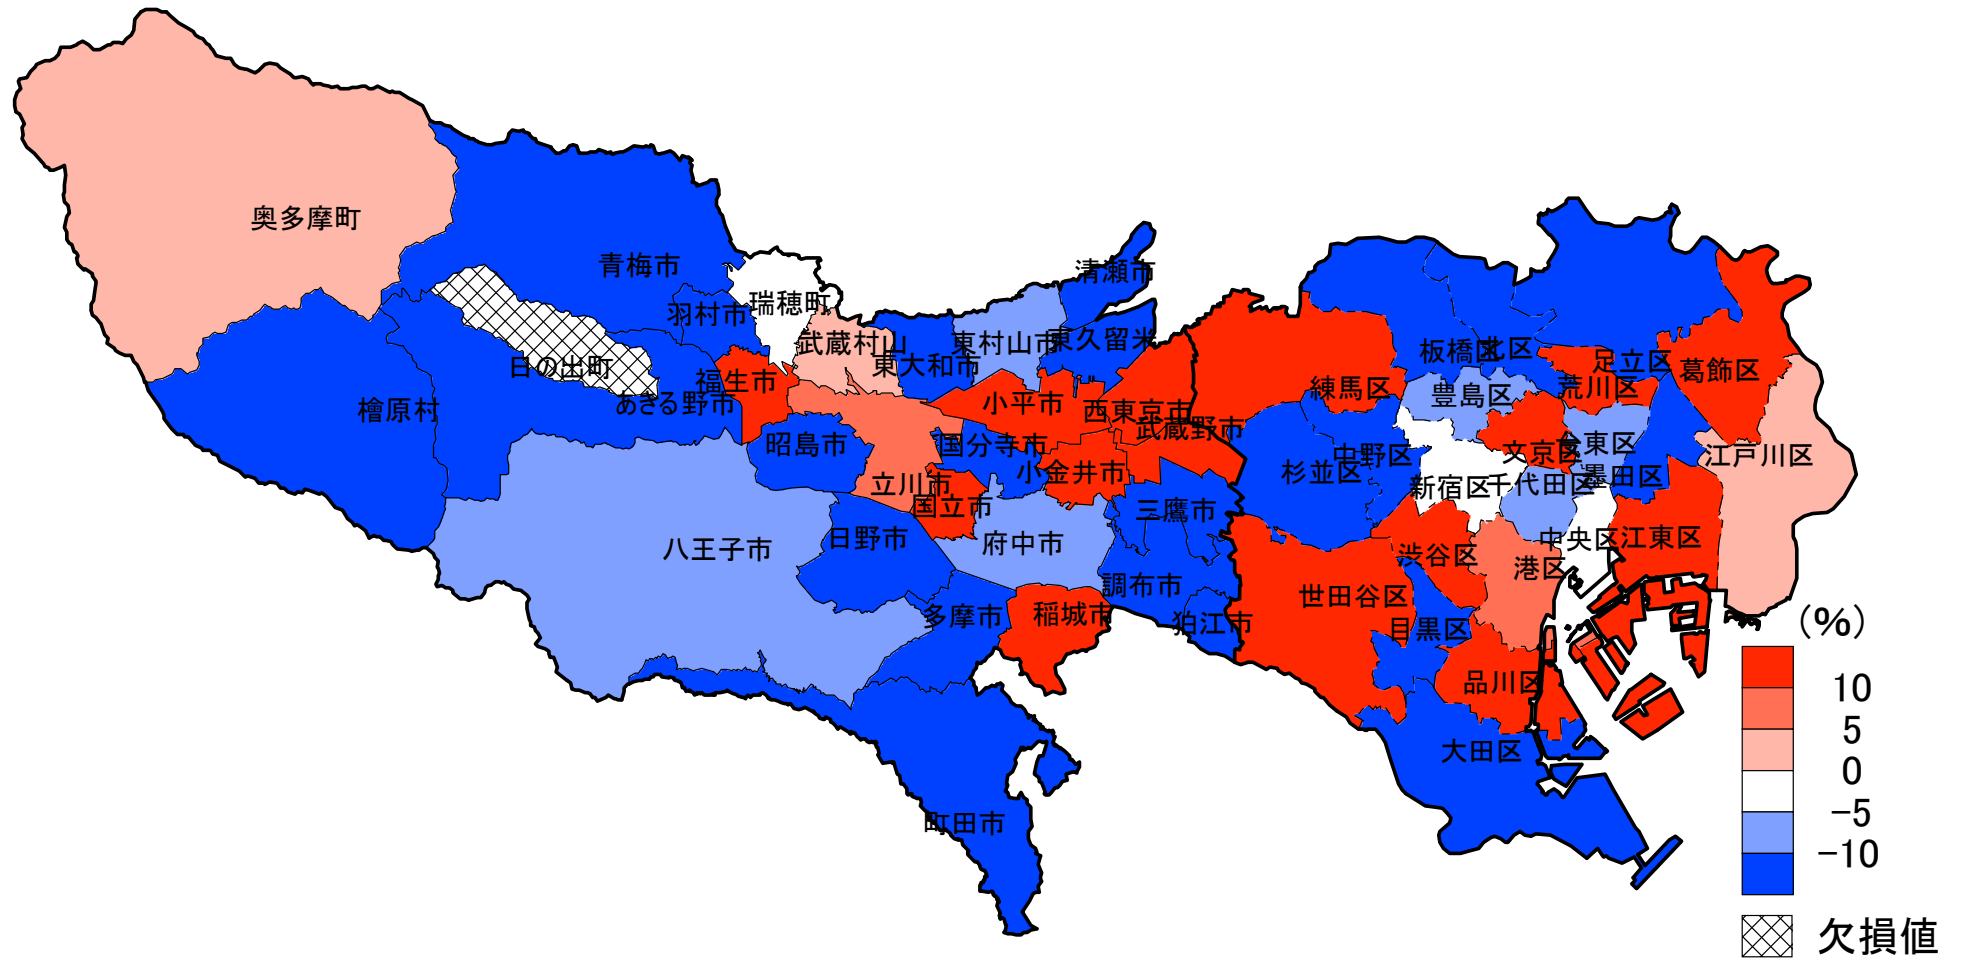 奥多摩町
青梅市
清瀬市
瑞穂町
羽村市
武蔵村山
東村山市
東久留米
東大和市
板橋区
北区
足立区
葛飾区
日の出町
福生市
練馬区
荒川区
豊島区
檜原村
あきる野市
小平市
西東京市
武蔵野市
昭島市
国分寺市
小金井市
中野区
杉並区
文京区
台東区
江戸川区
墨田区
新宿区
千代田区
立川市
国立市
三鷹市
八王子市
日野市
府中市
渋谷区
中央区
江東区
港区
調布市
世田谷区
多摩市
稲城市
狛江市
目黒区
品川区
大田区
町田市
(%)
10
5
0
-5
-10
欠損値